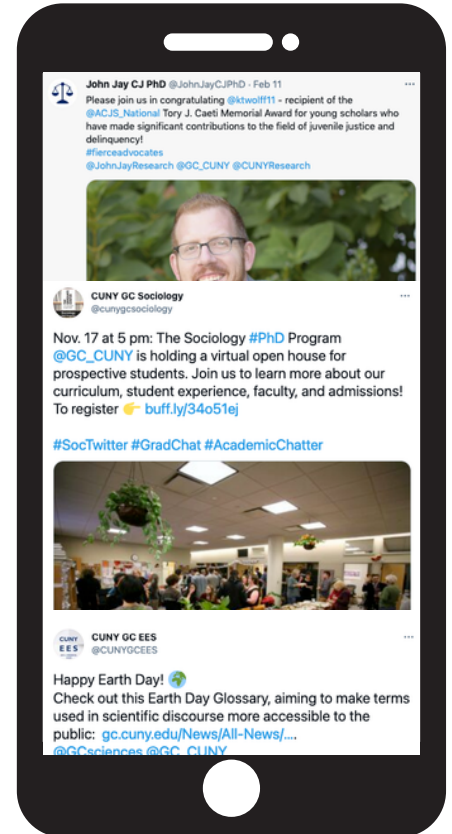 John Jay CJ PhD @JohnJayCJPhD · Feb 11
Please join us in congratulating @ktwolff11 - recipient of the
@ACJS_National Tory J. Caeti Memorial Award for young scholars who
have made significant contributions to the field of juvenile justice and
delinquency!
#fierceadvocates
@JohnJayResearch @GC_CUNY @CUNYResearch
CUNY GC Sociology
@cunygcsociology
Nov. 17 at 5 pm: The Sociology #PhD Program
@GC_CUNY is holding a virtual open house for
prospective students. Join us to learn more about our
curriculum, student experience, faculty, and admissions!
To register 👉 buff.ly/34o51ej
#SocTwitter #GradChat #AcademicChatter
CUNY
EES
CUNY GC EES
@CUNYGCEES
Happy Earth Day! 🌍
Check out this Earth Day Glossary, aiming to make terms
used in scientific discourse more accessible to the
public: gc.cuny.edu/News/All-News/....
@GCsciences @GC_CUNY